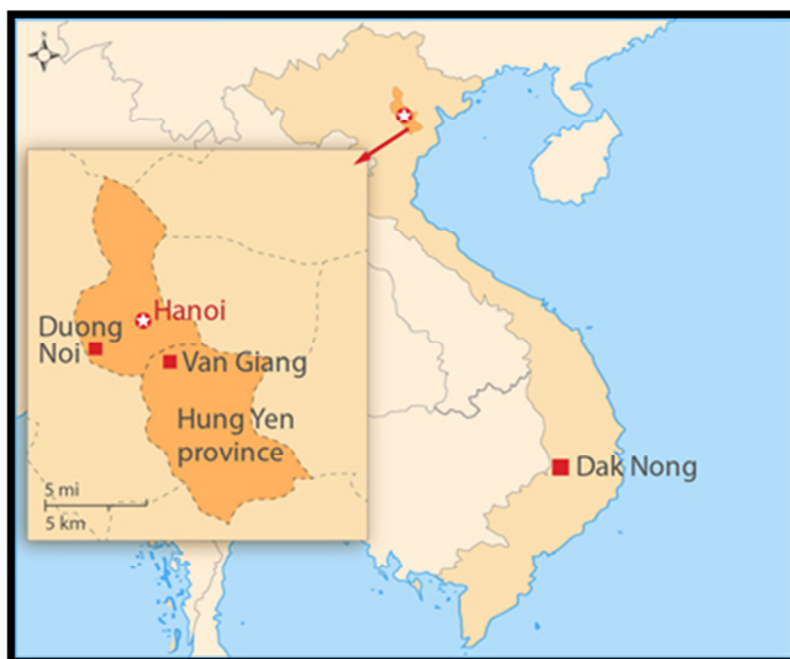 Hanoi
Duong
Noi
Van Giang
Hung Yen
province
5 mi
5 km
Dak Nong